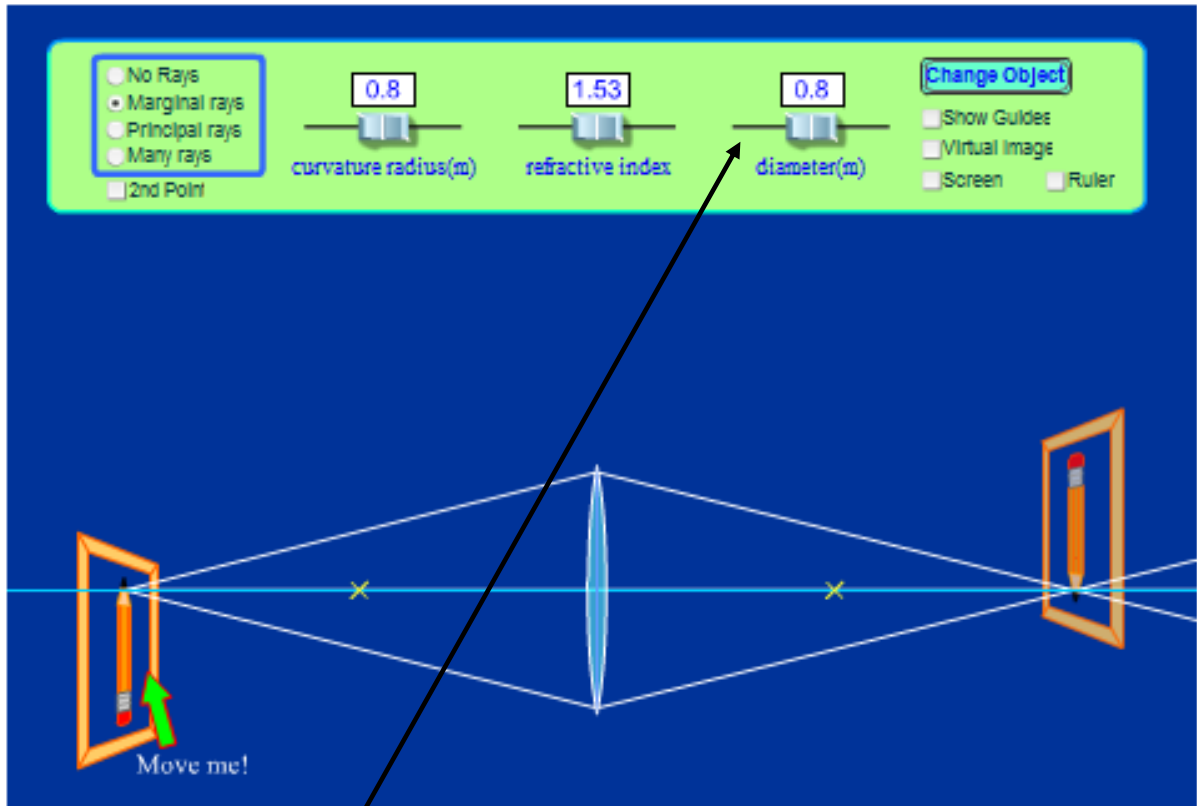 No Rays
Marginal rays
Principal rays
Many rays
2nd Point
0.8
curvature radius(m)
1.53
refractive index
0.8
diameter(m)
Change Object
Show Guides
Virtual Image
Screen
Ruler
Move me!